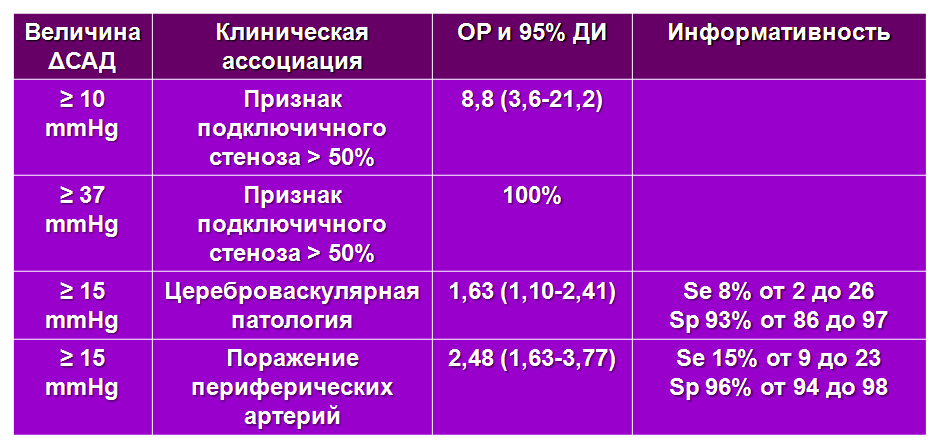 Величина ΔСАД
Клиническая ассоциация
ОР и 95% ДИ
Информативность
≥ 10
mmHg
Признак
подключичного
стеноза > 50%
8,8 (3,6-21,2)
≥ 37
mmHg
Признак
подключичного
стеноза > 50%
100%
≥ 15
mmHg
Цереброваскулярная
патология
1,63 (1,10-2,41)
Se 8% от 2 до 26
Sp 93% от 86 до 97
≥ 15
mmHg
Поражение
периферических
артерий
2,48 (1,63-3,77)
Se 15% от 9 до 23
Sp 96% от 94 до 98